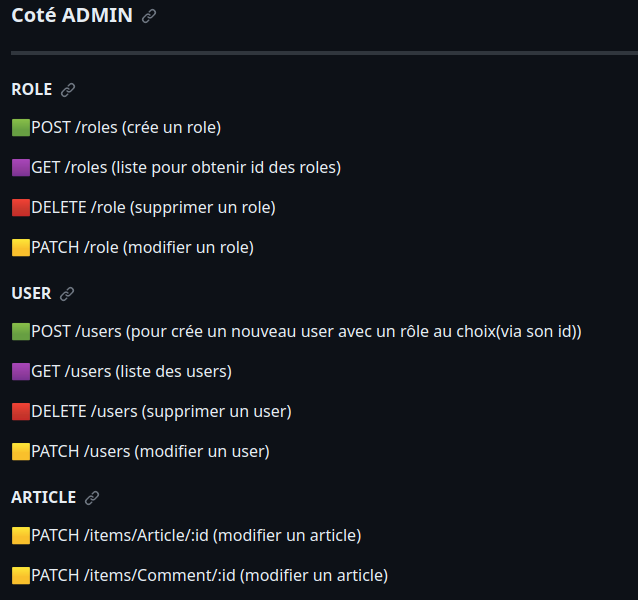 Coté ADMIN
ROLE
POST /roles (crée un role)
GET /roles (liste pour obtenir id des roles)
DELETE /role (supprimer un role)
PATCH /role (modifier un role)
USER
POST /users (pour crée un nouveau user avec un rôle au choix(via son id))
GET /users (liste des users)
DELETE /users (supprimer un user)
PATCH /users (modifier un user)
ARTICLE
PATCH /items/Article/:id (modifier un article)
PATCH /items/Comment/:id (modifier un article)